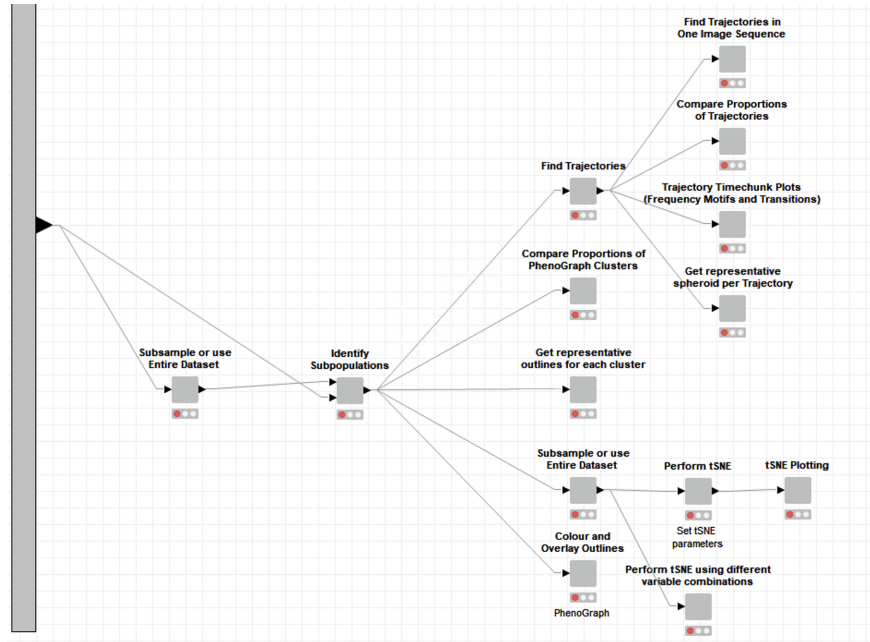 Find Trajectories in
One Image Sequence
Compare Proportions
of Trajectories
Find Trajectories
Trajectory Timechunk Plots
(Frequency Motifs and Transitions)
Compare Proportions of
PhenoGraph Clusters
Get representative
spheroid per Trajectory
Subsample or use
Entire Dataset
Identify
Subpopulations
Get representative
outlines for each cluster
Subsample or use
Entire Dataset
Perform tSNE
tSNE Plotting
Set tSNE
parameters
Colour and
Overlay Outlines
PhenoGraph
Perform tSNE using different
variable combinations